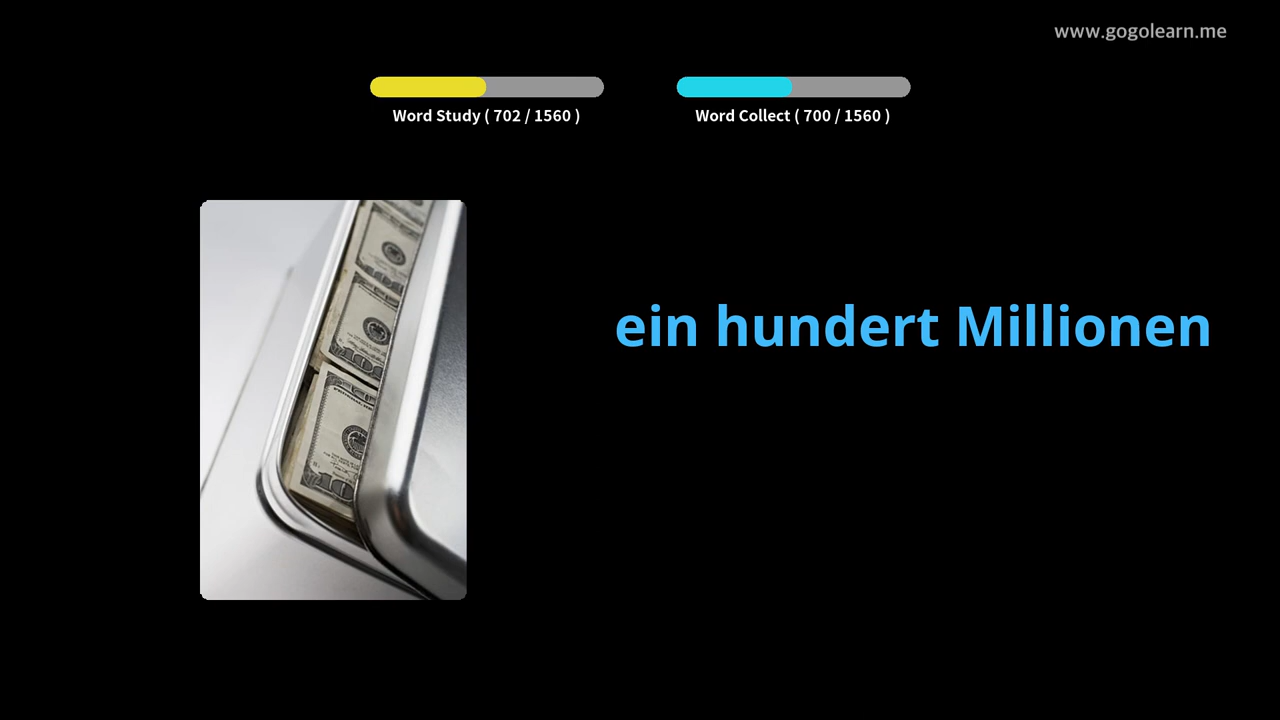 www.gogolearn.me
Word Study ( 702 / 1560 )
Word Collect ( 700 / 1560 )
ein hundert Millionen